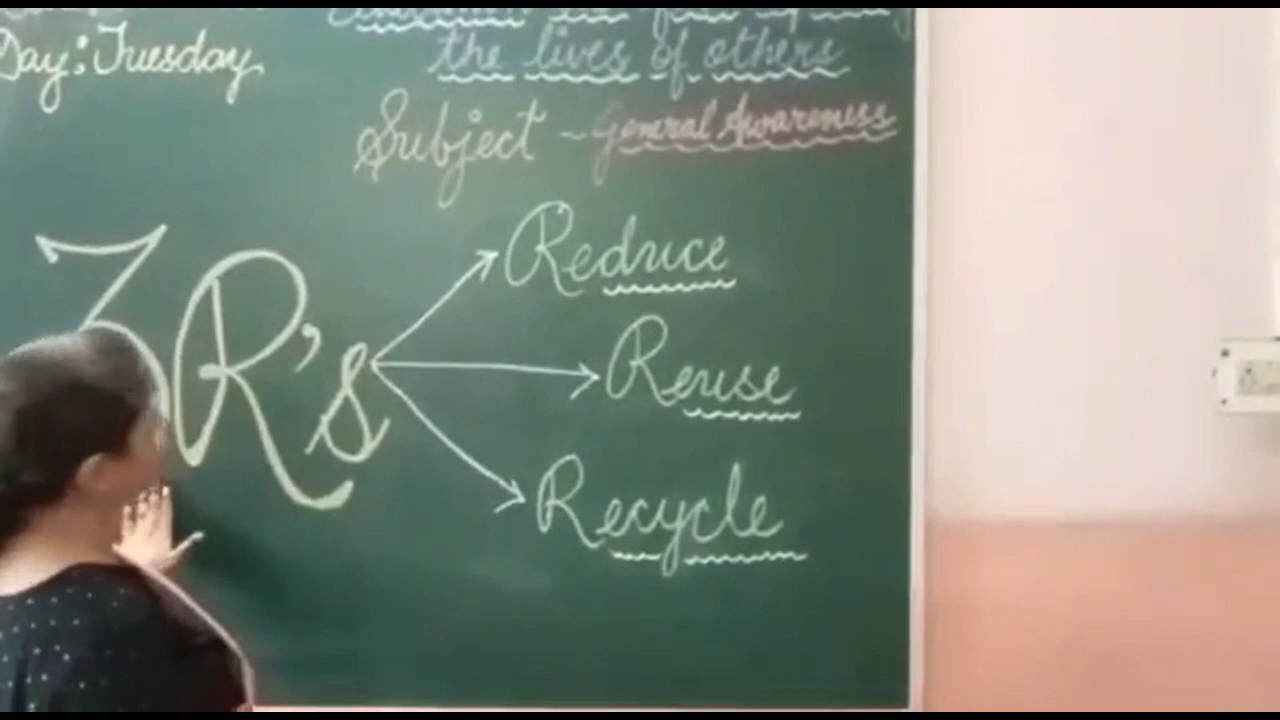 Day: Tuesday
the lives of others
Subject - General Awareness
3R's
Reduce
Reuse
Recycle